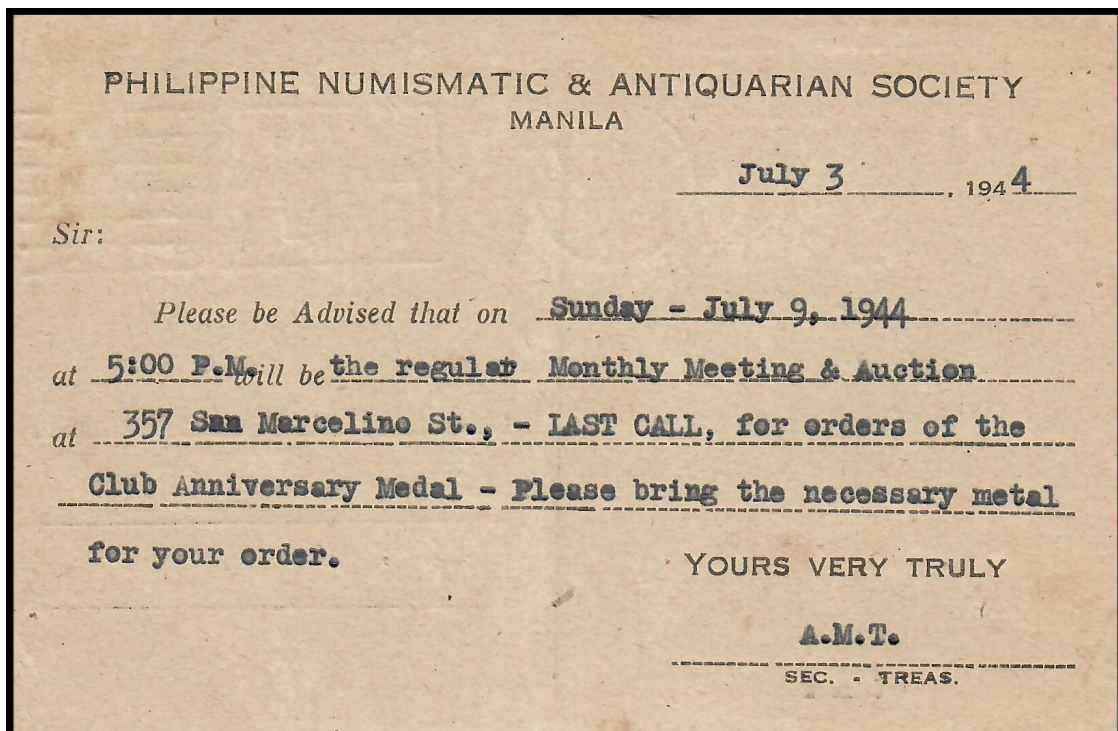 PHILIPPINE NUMISMATIC & ANTIQUARIAN SOCIETY
MANILA
July 3, 1944
Sir:
Please be Advised that on Sunday - July 9, 1944
at 5:00 P.M. will be the regular Monthly Meeting & Auction
at 357 San Marcelino St., - LAST CALL, for orders of the
Club Anniversary Medal - Please bring the necessary metal
for your order.
YOURS VERY TRULY
A.M.T.
SEC. - TREAS.